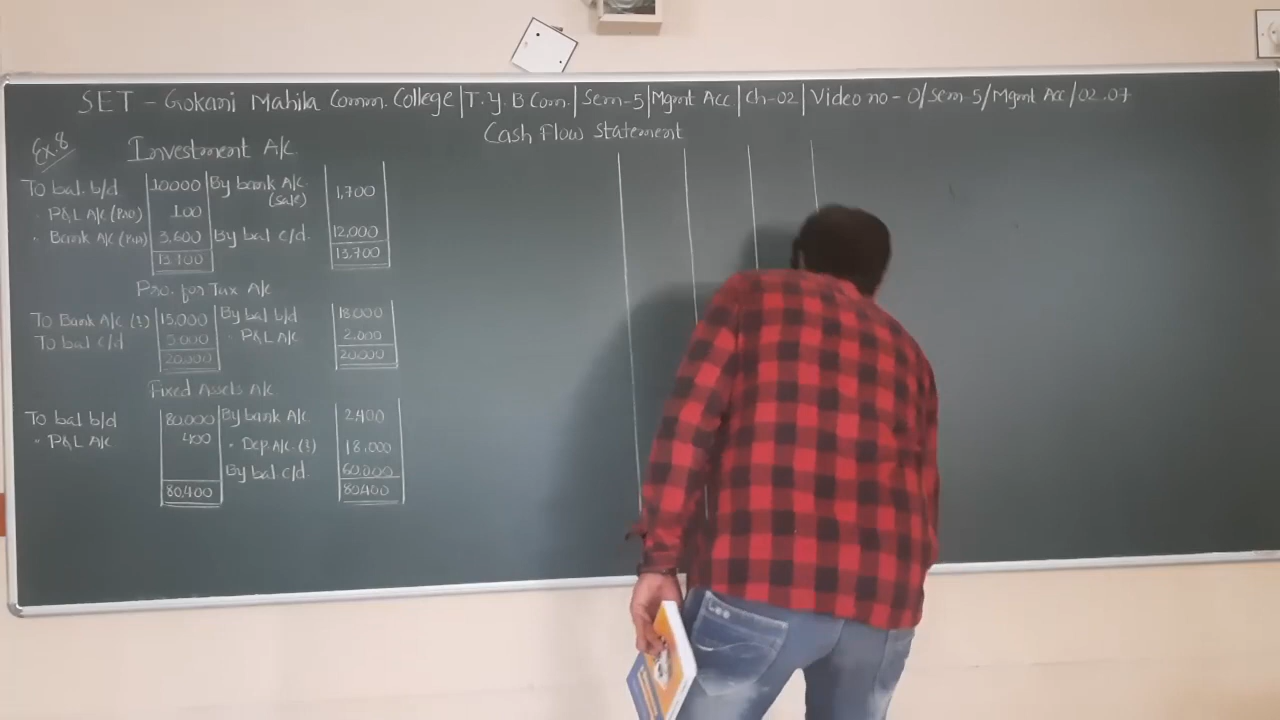 SET - Gokani Mahila Comm. College | T.Y. B Com. | Sem-5 | Mgmt Acc | Ch-02 | Video no - 0/Sem-5/Mgmt Acc/02.07
Cash Flow Statement
Ex.8
Investment A/c.
To bal. b/d 10000 By bank A/c. (sale) 1,700
" P&L A/c (Pro) 100
" Bank A/c (Pur) 3,600 By bal c/d. 12,000
13,700 13,700
Pro. for Tax A/c
To Bank A/c (?) 15,000 By bal b/d 18,000
To bal c/d 5,000 " P&L A/c 2,000
20,000 20,000
Fixed Assets A/c
To bal b/d 80,000 By bank A/c. 2,400
" P&L A/c 400 " Dep. A/c. (?) 18,000
By bal. c/d. 60,000
80,400 80,400
Lee